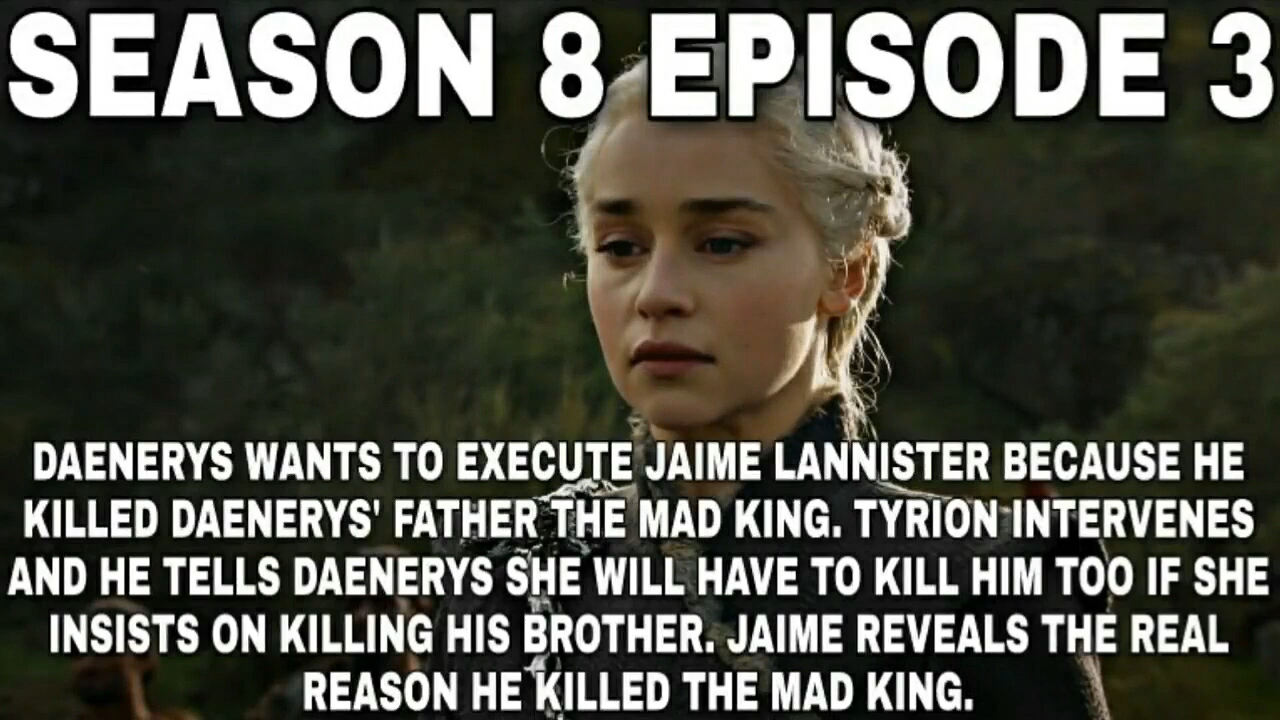 SEASON 8 EPISODE 3
DAENERYS WANTS TO EXECUTE JAIME LANNISTER BECAUSE HE
KILLED DAENERYS' FATHER THE MAD KING. TYRION INTERVENES
AND HE TELLS DAENERYS SHE WILL HAVE TO KILL HIM TOO IF SHE
INSISTS ON KILLING HIS BROTHER. JAIME REVEALS THE REAL
REASON HE KILLED THE MAD KING.